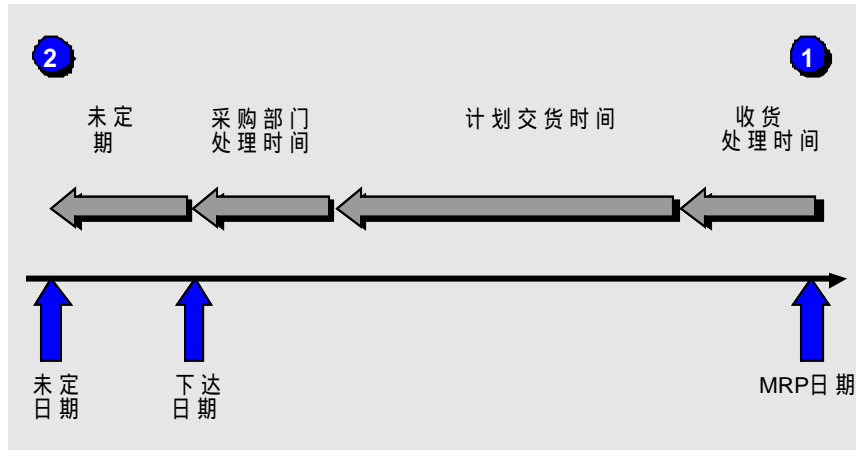 2
1
未定
期
采购部门
处理时间
计划交货时间
收货
处理时间
未定
日期
下达
日期
MRP日期